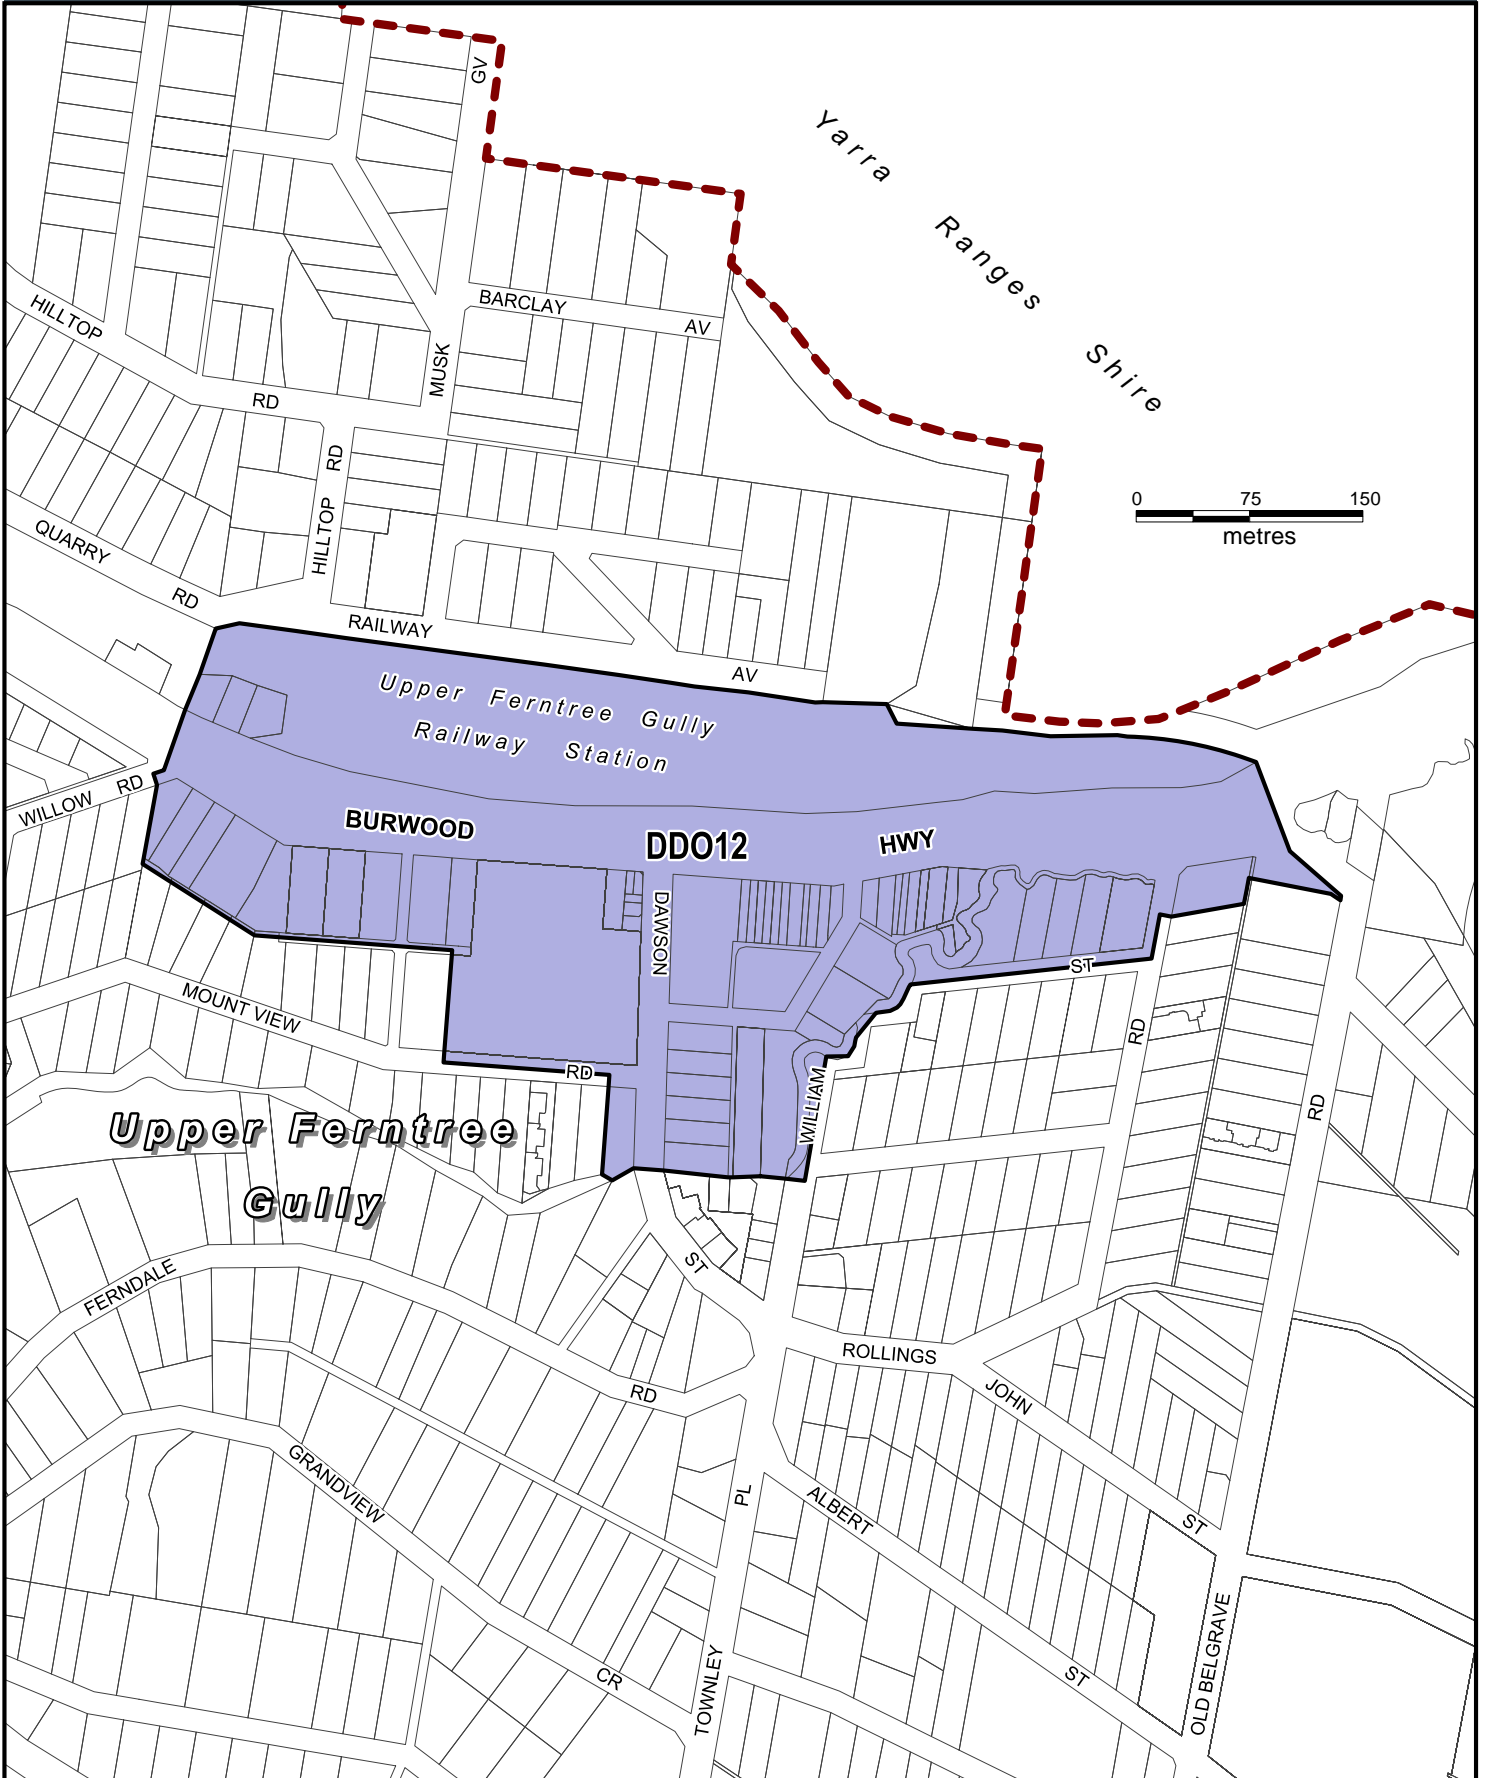 GV
Yarra
Ranges
Shire
HILLTOP
BARCLAY
AV
MUSK
RD
RD
HILLTOP
0 75 150
metres
QUARRY
RD
RAILWAY
AV
Upper Ferntree Gully
Railway Station
WILLOW RD
BURWOOD
DDO12
HWY
DAWSON
ST
MOUNT VIEW
RD
RD
WILLIAM
RD
Upper Ferntree
Gully
FERNDALE
ST
ROLLINGS
RD
JOHN
GRANDVIEW
PL
ALBERT
ST
CR
ST
TOWNLEY
OLD BELGRAVE